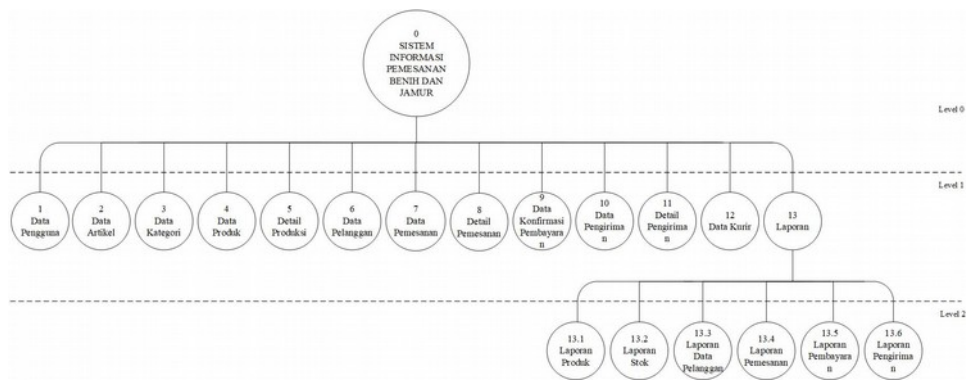 0
SISTEM
INFORMASI
PEMESANAN
BENIH DAN
JAMUR
Level 0
Level 1
1
Data
Pengguna
2
Data
Artikel
3
Data
Kategori
4
Data
Produk
5
Detail
Produksi
6
Data
Pelanggan
7
Data
Pemesanan
8
Detail
Pemesanan
9
Data
Konfirmasi
Pembayara
n
10
Data
Pengirima
n
11
Detail
Pengirima
n
12
Data Kurir
13
Laporan
Level 2
13.1
Laporan
Produk
13.2
Laporan
Stok
13.3
Laporan
Data
Pelanggan
13.4
Laporan
Pemesanan
13.5
Laporan
Pembayara
n
13.6
Laporan
Pengirima
n